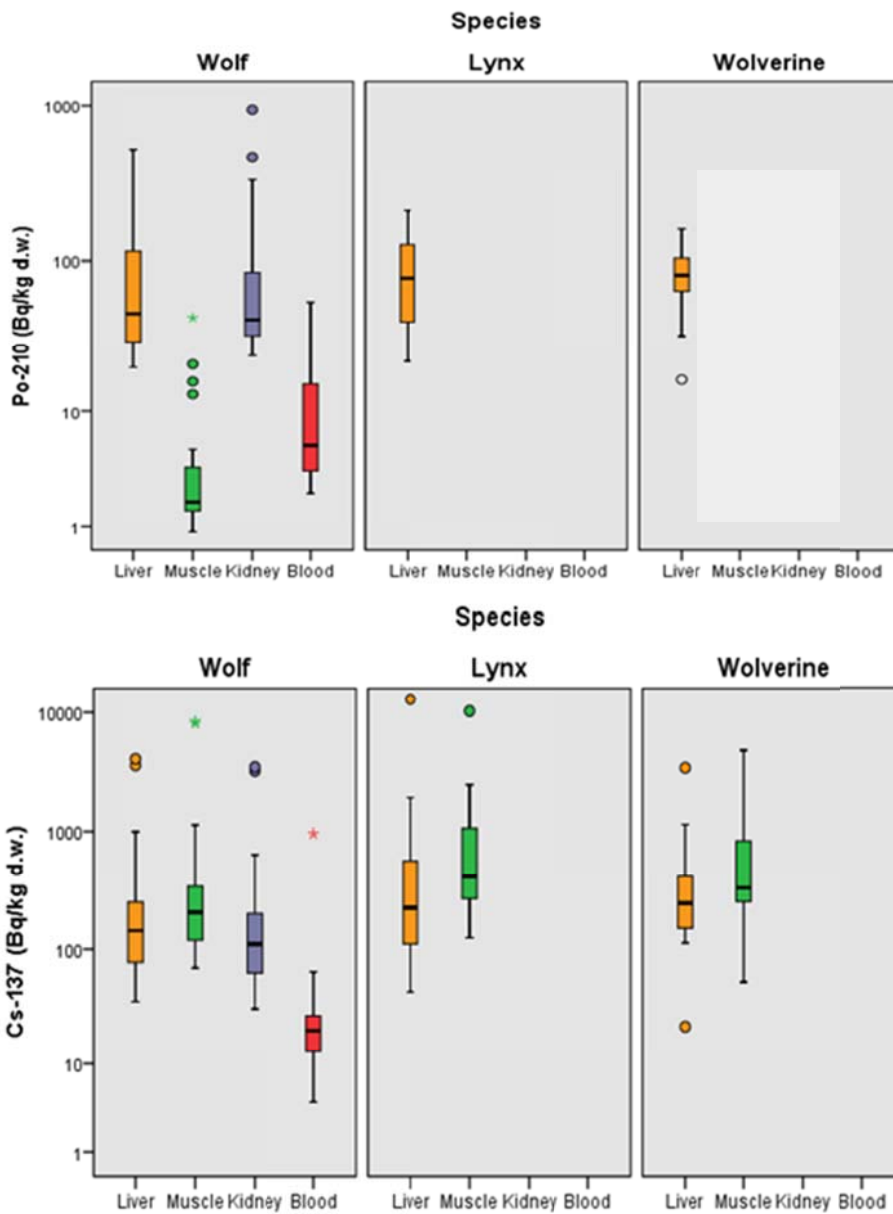 Species
Wolf Lynx Wolverine
Po-210 (Bq/kg d.w.)
1000
100
10
1
Liver Muscle Kidney Blood Liver Muscle Kidney Blood Liver Muscle Kidney Blood
Species
Wolf Lynx Wolverine
Cs-137 (Bq/kg d.w.)
10000
1000
100
10
1
Liver Muscle Kidney Blood Liver Muscle Kidney Blood Liver Muscle Kidney Blood